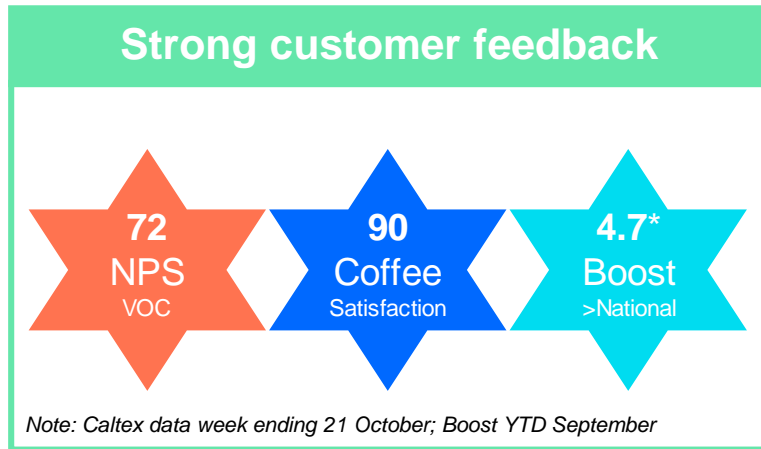 Strong customer feedback
72
NPS
VOC
90
Coffee
Satisfaction
4.7*
Boost
>National
Note: Caltex data week ending 21 October; Boost YTD September